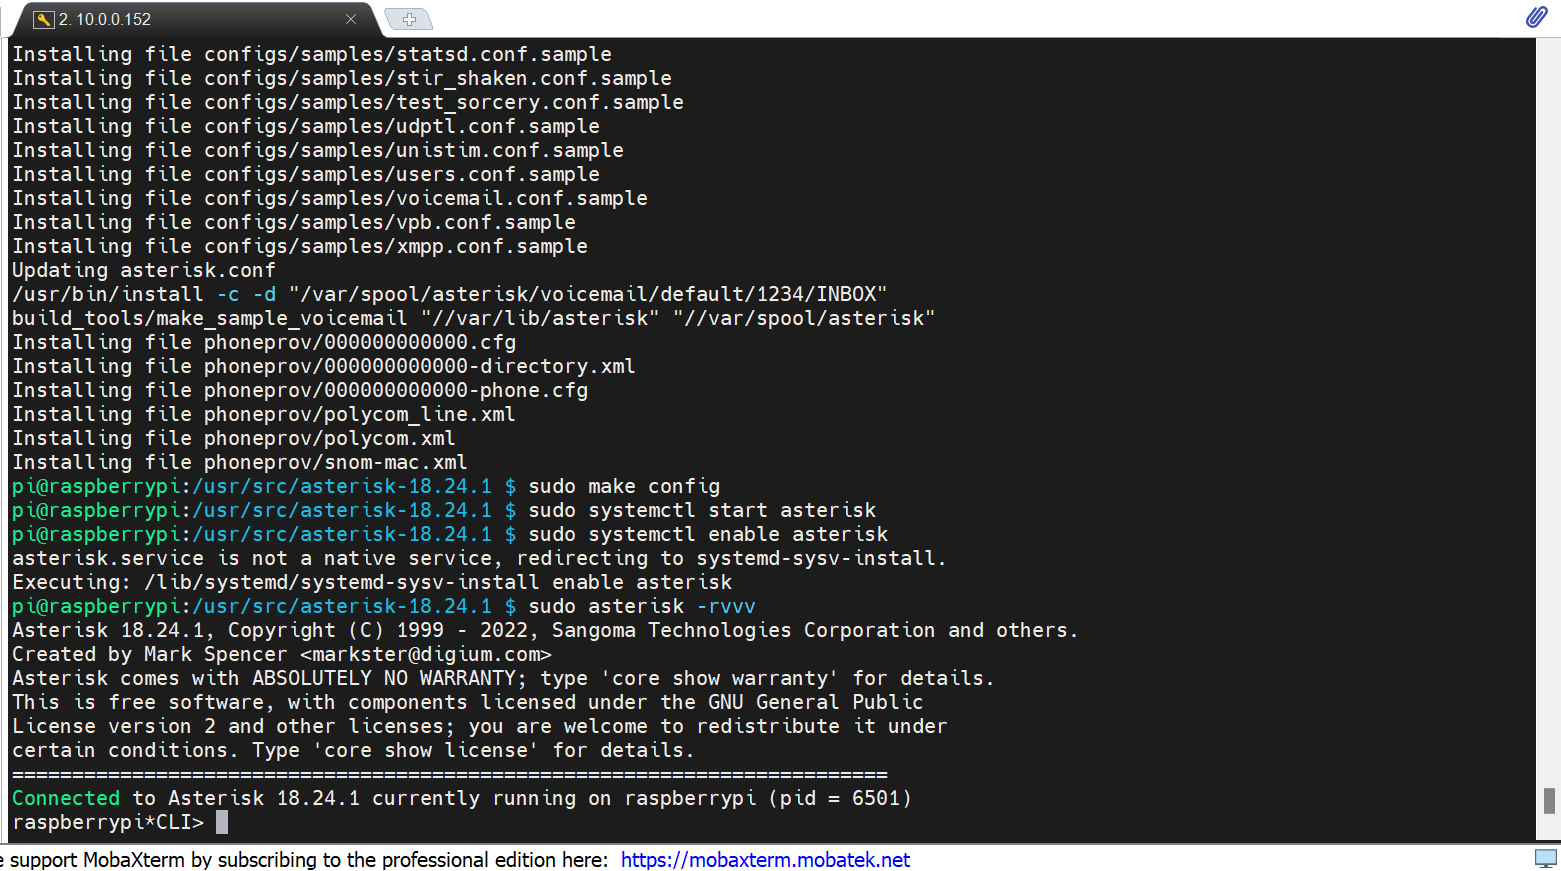 2. 10.0.0.152
Installing file configs/samples/statsd.conf.sample
Installing file configs/samples/stir_shaken.conf.sample
Installing file configs/samples/test_sorcery.conf.sample
Installing file configs/samples/udptl.conf.sample
Installing file configs/samples/unistim.conf.sample
Installing file configs/samples/users.conf.sample
Installing file configs/samples/voicemail.conf.sample
Installing file configs/samples/vpb.conf.sample
Installing file configs/samples/xmpp.conf.sample
Updating asterisk.conf
/usr/bin/install -c -d "/var/spool/asterisk/voicemail/default/1234/INBOX"
build_tools/make_sample_voicemail "//var/lib/asterisk" "//var/spool/asterisk"
Installing file phoneprov/000000000000.cfg
Installing file phoneprov/000000000000-directory.xml
Installing file phoneprov/000000000000-phone.cfg
Installing file phoneprov/polycom_line.xml
Installing file phoneprov/polycom.xml
Installing file phoneprov/snom-mac.xml
pi@raspberrypi:/usr/src/asterisk-18.24.1 $ sudo make config
pi@raspberrypi:/usr/src/asterisk-18.24.1 $ sudo systemctl start asterisk
pi@raspberrypi:/usr/src/asterisk-18.24.1 $ sudo systemctl enable asterisk
asterisk.service is not a native service, redirecting to systemd-sysv-install.
Executing: /lib/systemd/systemd-sysv-install enable asterisk
pi@raspberrypi:/usr/src/asterisk-18.24.1 $ sudo asterisk -rvvv
Asterisk 18.24.1, Copyright (C) 1999 - 2022, Sangoma Technologies Corporation and others.
Created by Mark Spencer <markster@digium.com>
Asterisk comes with ABSOLUTELY NO WARRANTY; type 'core show warranty' for details.
This is free software, with components licensed under the GNU General Public
License version 2 and other licenses; you are welcome to redistribute it under
certain conditions. Type 'core show license' for details.
=========================================================================
Connected to Asterisk 18.24.1 currently running on raspberrypi (pid = 6501)
raspberrypi*CLI>
e support MobaXterm by subscribing to the professional edition here: https://mobaxterm.mobatek.net